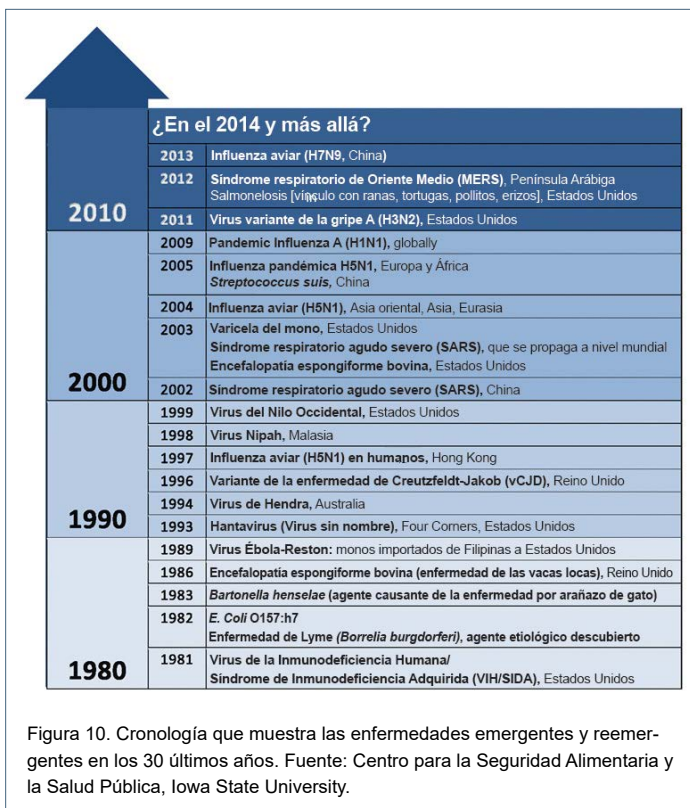 ¿En el 2014 y más allá?
2010
2013 Influenza aviar (H7N9, China)
2012 Síndrome respiratorio de Oriente Medio (MERS), Península Arábiga
Salmonelosis [vínculo con ranas, tortugas, pollitos, erizos], Estados Unidos
2011 Virus variante de la gripe A (H3N2), Estados Unidos
2000
2009 Pandemic Influenza A (H1N1), globally
2005 Influenza pandémica H5N1, Europa y África
Streptococcus suis, China
2004 Influenza aviar (H5N1), Asia oriental, Asia, Eurasia
2003 Varicela del mono, Estados Unidos
Síndrome respiratorio agudo severo (SARS), que se propaga a nivel mundial
Encefalopatía espongiforme bovina, Estados Unidos
2002 Síndrome respiratorio agudo severo (SARS), China
1990
1999 Virus del Nilo Occidental, Estados Unidos
1998 Virus Nipah, Malasia
1997 Influenza aviar (H5N1) en humanos, Hong Kong
1996 Variante de la enfermedad de Creutzfeldt-Jakob (vCJD), Reino Unido
1994 Virus de Hendra, Australia
1993 Hantavirus (Virus sin nombre), Four Corners, Estados Unidos
1980
1989 Virus Ébola-Reston: monos importados de Filipinas a Estados Unidos
1986 Encefalopatía espongiforme bovina (enfermedad de las vacas locas), Reino Unido
1983 Bartonella henselae (agente causante de la enfermedad por arañazo de gato)
1982 E. Coli O157:h7
Enfermedad de Lyme (Borrelia burgdorferi), agente etiológico descubierto
1981 Virus de la Inmunodeficiencia Humana/
Síndrome de Inmunodeficiencia Adquirida (VIH/SIDA), Estados Unidos
Figura 10. Cronología que muestra las enfermedades emergentes y reemer-
gentes en los 30 últimos años. Fuente: Centro para la Seguridad Alimentaria y
la Salud Pública, Iowa State University.